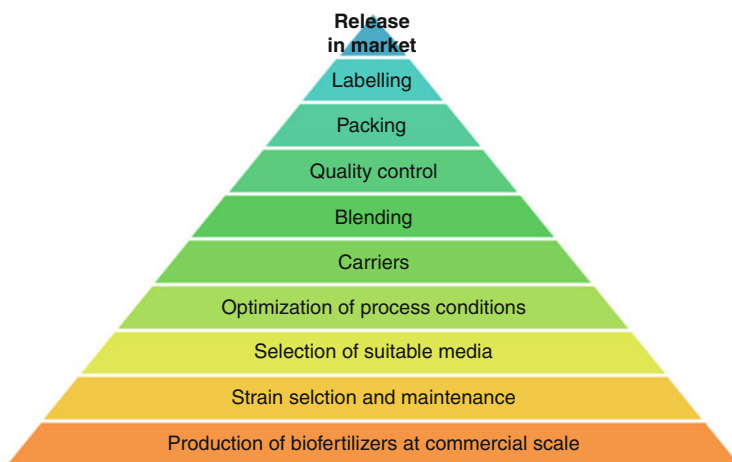 Release
in market
Labelling
Packing
Quality control
Blending
Carriers
Optimization of process conditions
Selection of suitable media
Strain selction and maintenance
Production of biofertilizers at commercial scale